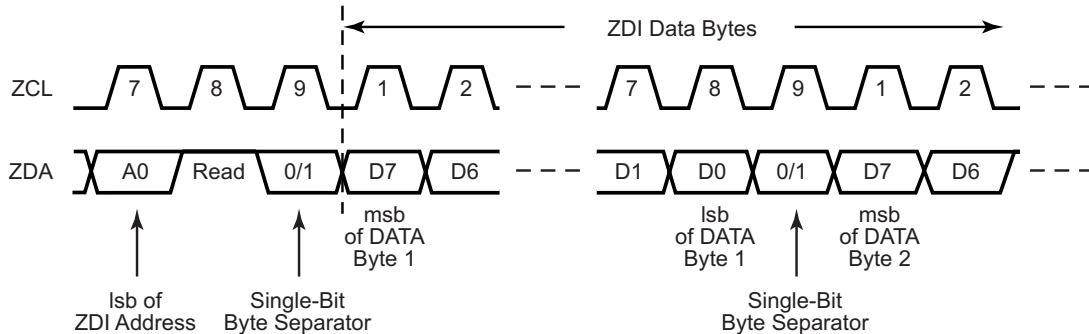 ZDI Data Bytes
ZCL 7 8 9 1 2 7 8 9 1 2
ZDA A0 Read 0/1 D7 D6 D1 D0 0/1 D7 D6
msb
of DATA
Byte 1
lsb
of DATA
Byte 1
msb
of DATA
Byte 2
lsb of
ZDI Address
Single-Bit
Byte Separator
Single-Bit
Byte Separator